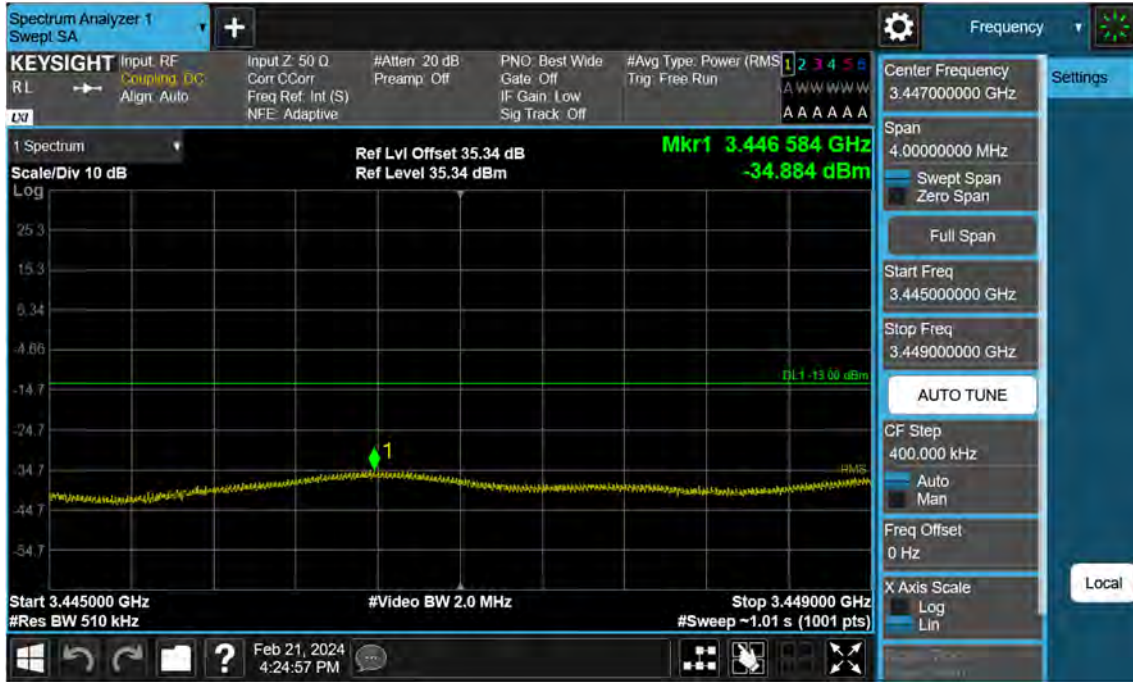 Spectrum Analyzer 1
Swept SA
Frequency
KEYSIGHT
RL
LXI
Input: RF
Coupling: DC
Align: Auto
Input Z: 50 Ω
Corr CCorr
Freq Ref: Int (S)
NFE: Adaptive
#Atten: 20 dB
Preamp: Off
PNO: Best Wide
Gate: Off
IF Gain: Low
Sig Track: Off
#Avg Type: Power (RMS
Trig: Free Run
1 2 3 4 5 6
A W W W W W
A A A A A A
1 Spectrum
Scale/Div 10 dB
Ref Lvl Offset 35.34 dB
Ref Level 35.34 dBm
Mkr1 3.446 584 GHz
-34.884 dBm
Log
25.3
15.3
5.34
-4.66
DL1 -13.00 dBm
-14.7
-24.7
1
-34.7
RMS
-44.7
-54.7
Start 3.445000 GHz
#Video BW 2.0 MHz
Stop 3.449000 GHz
#Res BW 510 kHz
#Sweep ~1.01 s (1001 pts)
Feb 21, 2024
4:24:57 PM
Center Frequency
3.447000000 GHz
Settings
Span
4.00000000 MHz
Swept Span
Zero Span
Full Span
Start Freq
3.445000000 GHz
Stop Freq
3.449000000 GHz
AUTO TUNE
CF Step
400.000 kHz
Auto
Man
Freq Offset
0 Hz
X Axis Scale
Log
Lin
Local